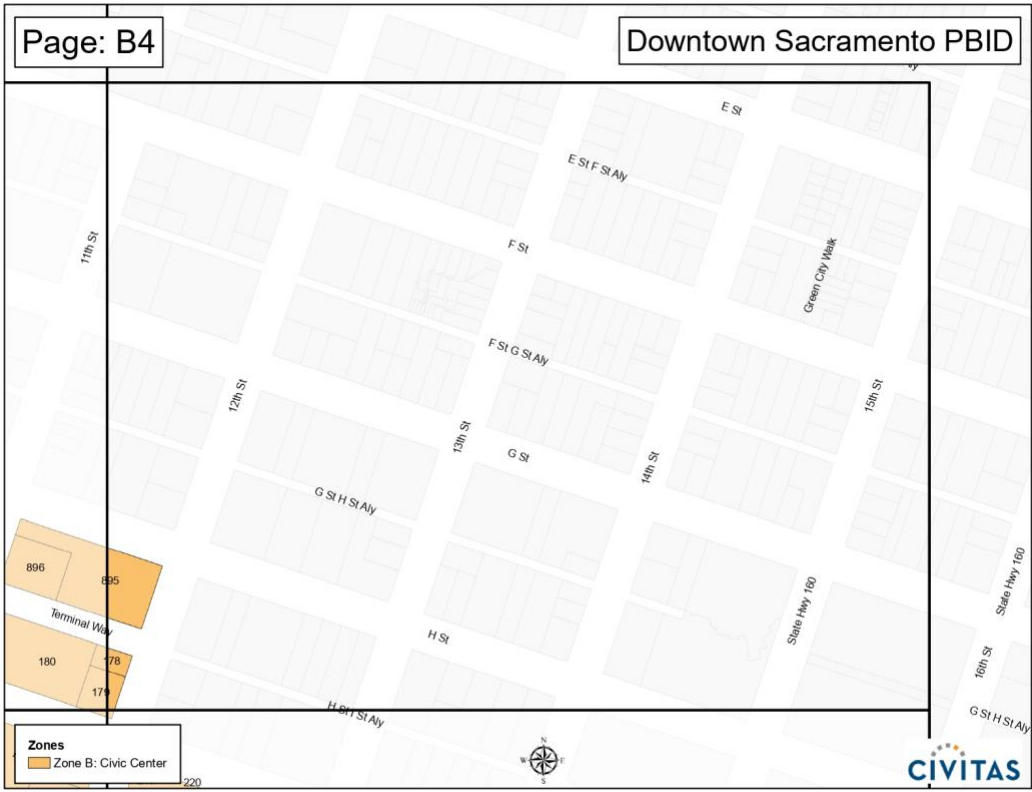 Page: B4
Downtown Sacramento PBID
E St
E St F St Aly
11th St
F St
Green City Walk
F St G St Aly
12th St
13th St
15th St
G St
14th St
G St H St Aly
896
895
State Hwy 160
State Hwy 160
Terminal Way
H St
180
178
16th St
179
H St I St Aly
G St H St Aly
Zones
Zone B: Civic Center
220
N
W
E
S
CIVITAS